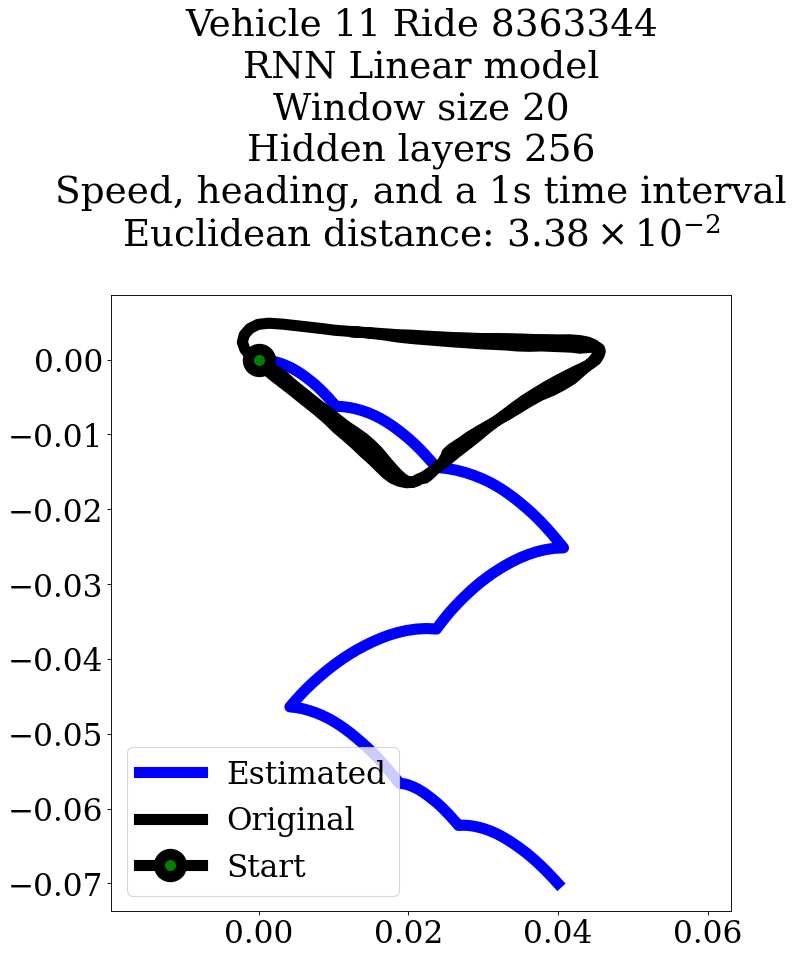 Vehicle 11 Ride 8363344
RNN Linear model
Window size 20
Hidden layers 256
Speed, heading, and a 1s time interval
Euclidean distance: 3.38 × 10⁻²
0.00
−0.01
−0.02
−0.03
−0.04
−0.05
−0.06
−0.07
Estimated
Original
Start
0.00 0.02 0.04 0.06